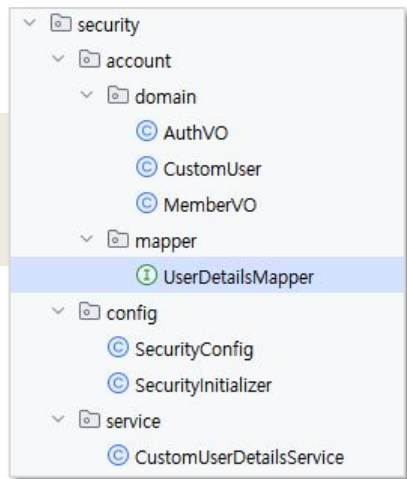 security
account
domain
AuthVO
CustomUser
MemberVO
mapper
UserDetailsMapper
config
SecurityConfig
SecurityInitializer
service
CustomUserDetailsService